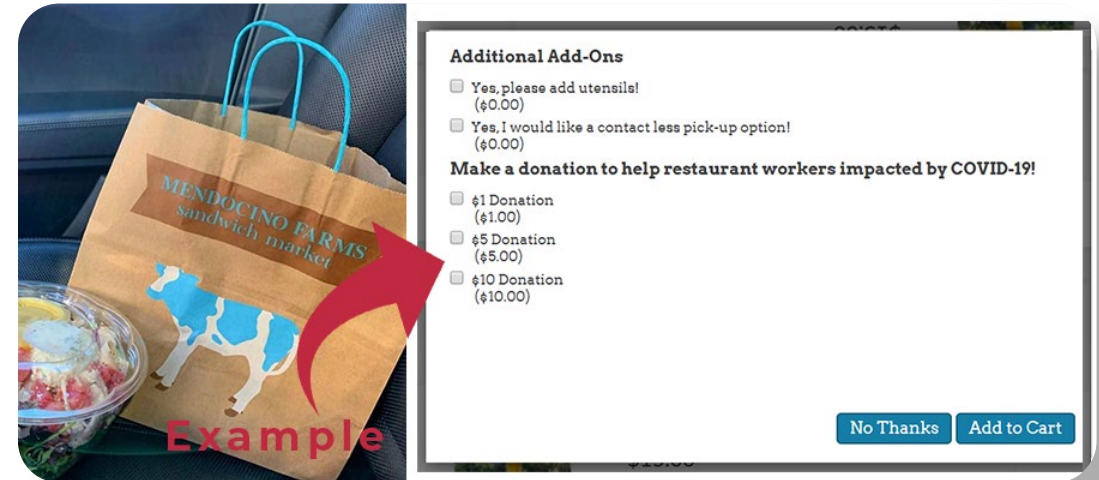 MENDOCINO FARMS
sandwich market
Example
Additional Add-Ons
Yes, please add utensils!
($0.00)
Yes, I would like a contact less pick-up option!
($0.00)
Make a donation to help restaurant workers impacted by COVID-19!
$1 Donation
($1.00)
$5 Donation
($5.00)
$10 Donation
($10.00)
No Thanks
Add to Cart